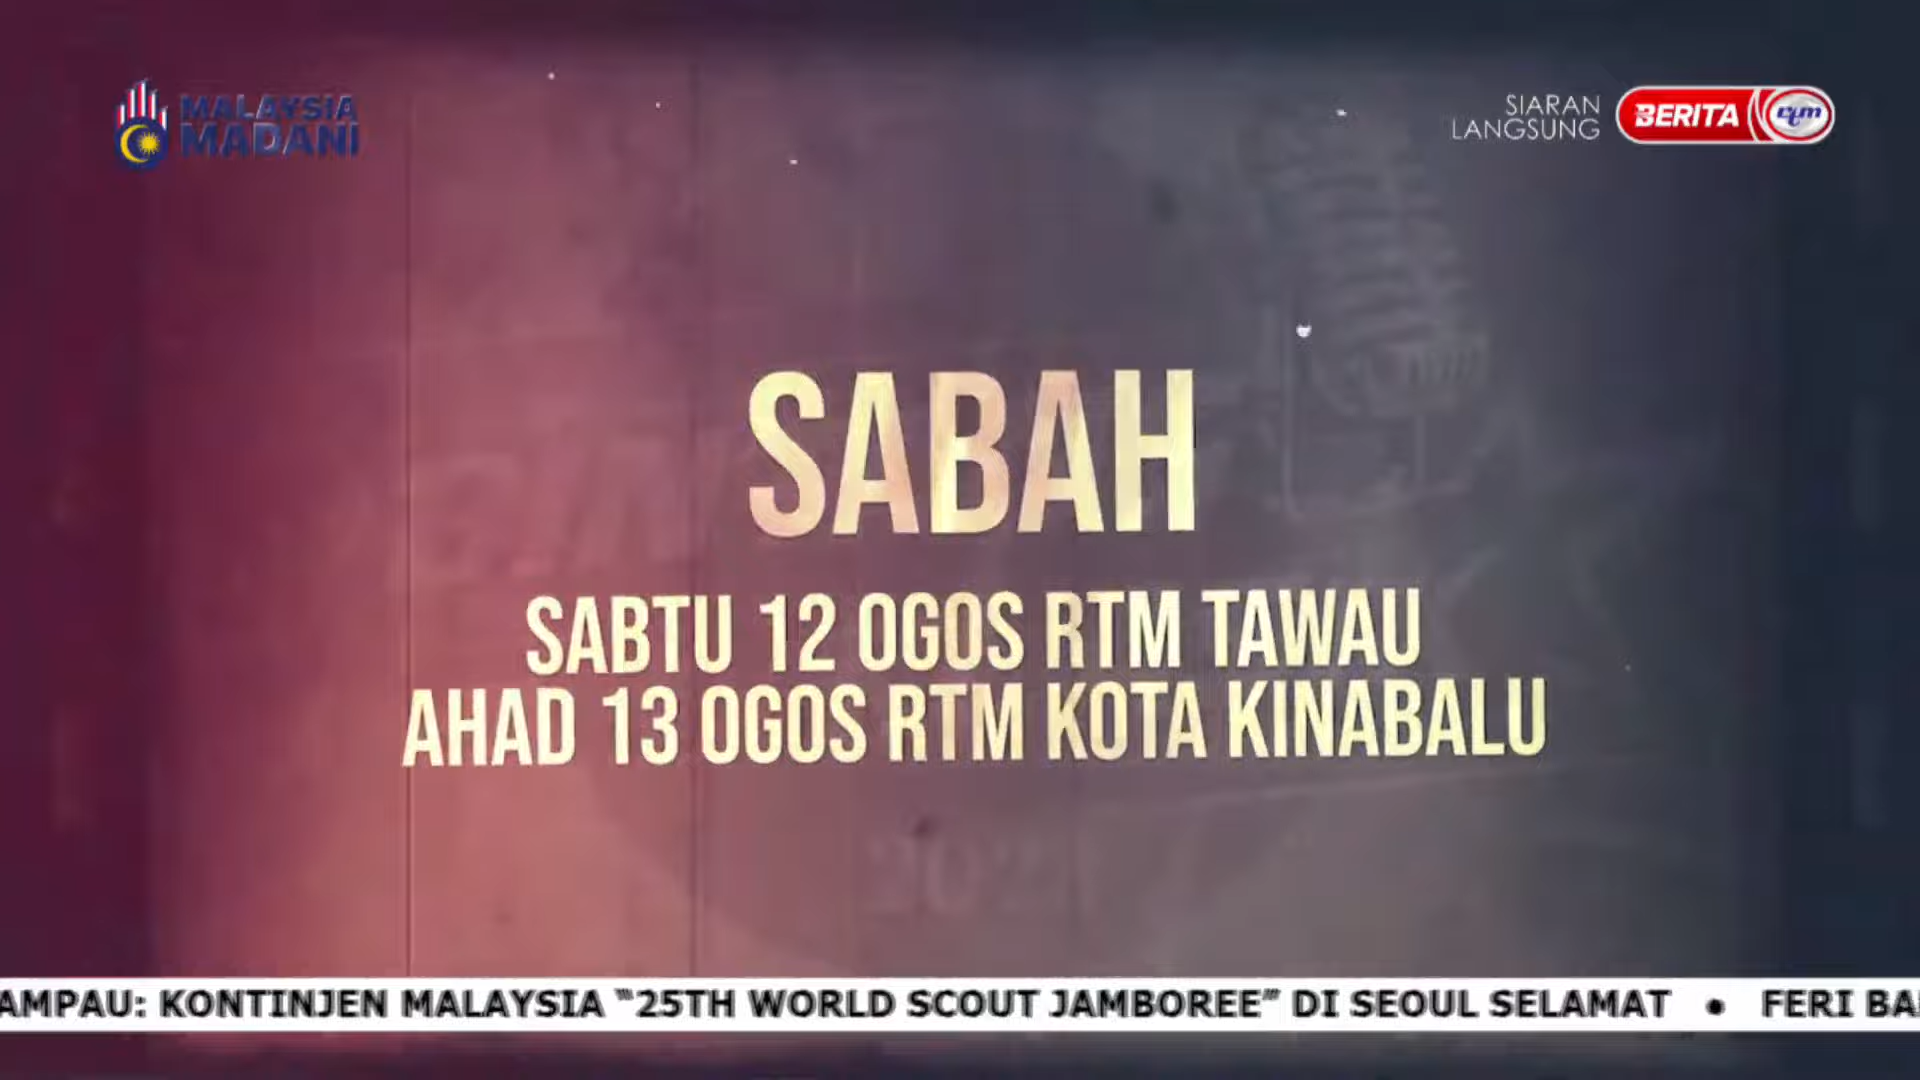 MALAYSIA
MADANI
SIARAN
LANGSUNG
BERITA rtm
SABAH
SABTU 12 OGOS RTM TAWAU
AHAD 13 OGOS RTM KOTA KINABALU
AMPAU: KONTINJEN MALAYSIA "25TH WORLD SCOUT JAMBOREE" DI SEOUL SELAMAT • FERI BA